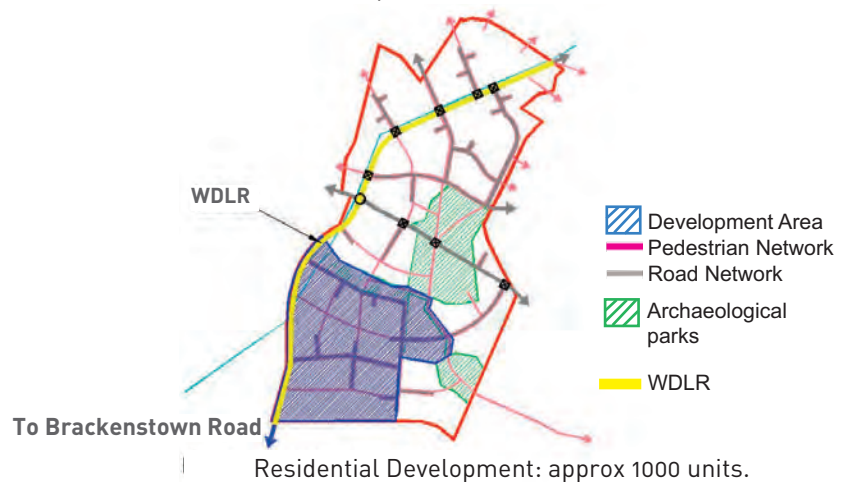 WDLR
Development Area
Pedestrian Network
Road Network
Archaeological
parks
WDLR
To Brackenstown Road
Residential Development: approx 1000 units.